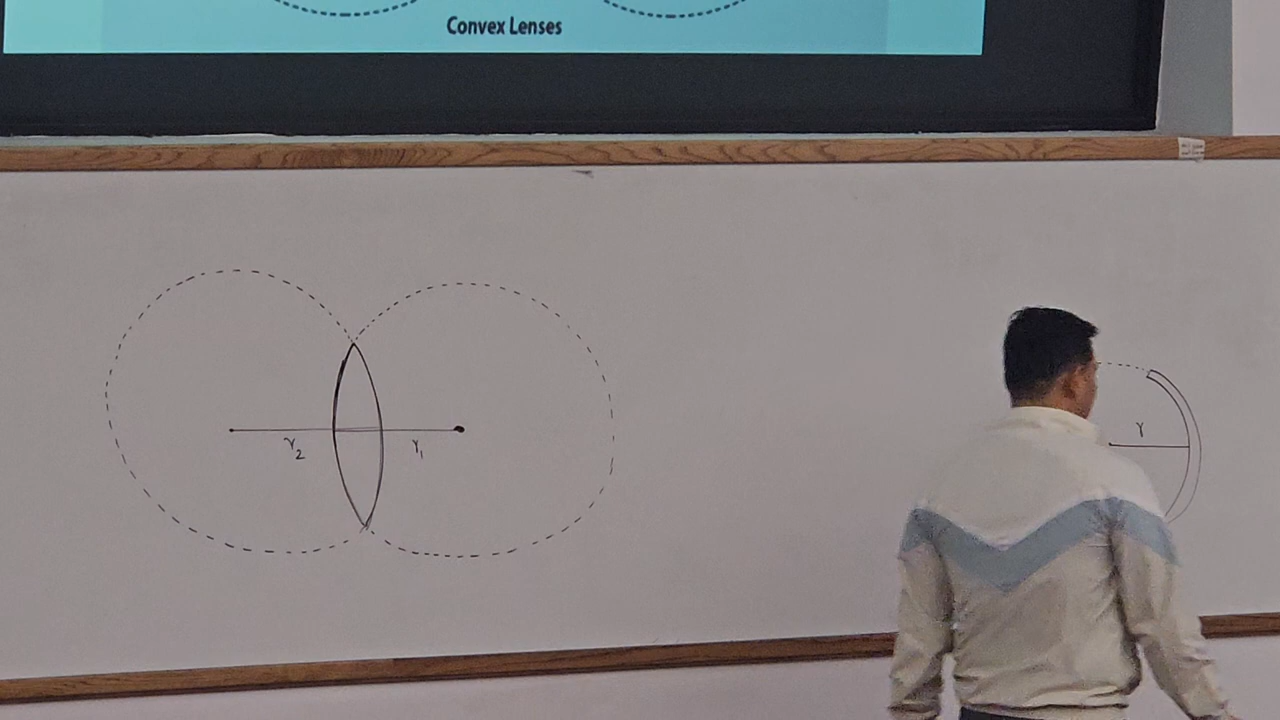 Convex Lenses
r₂
r₁
r